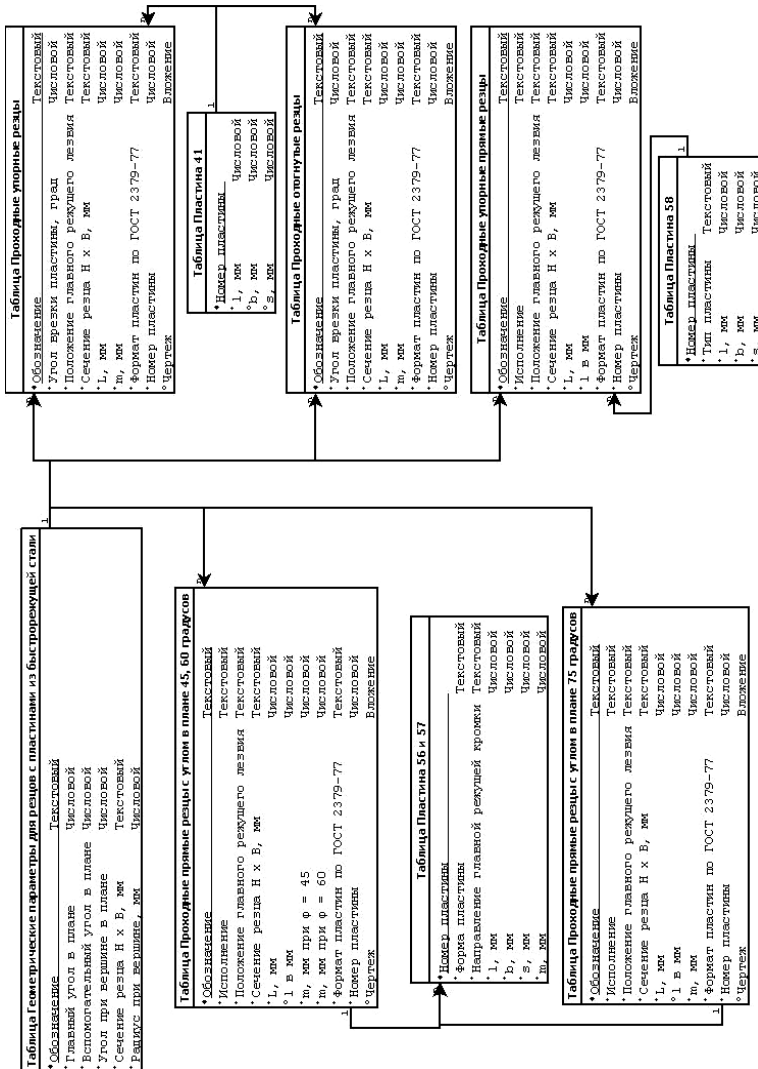 Таблица Геометрические параметры для резцов с пластинами из быстрорежущей стали
*Обозначение Текстовый
*Главный угол в плане Числовой
*Вспомогательный угол в плане Числовой
*Угол при вершине в плане Числовой
*Сечение резца H x B, мм Текстовый
*Радиус при вершине, мм Числовой
1
Таблица Проходные упорные резцы
*Обозначение Текстовый
*Угол врезки пластины, град Числовой
*Положение главного режущего лезвия Текстовый
*Сечение резца H x B, мм Текстовый
*L, мм Числовой
*m, мм Числовой
*Формат пластин по ГОСТ 2379-77 Текстовый
*Номер пластины Числовой
°Чертеж Вложение
Таблица Проходные прямые резцы с углом в плане 45, 60 градусов
*Обозначение Текстовый
*Исполнение Текстовый
*Положение главного режущего лезвия Текстовый
*Сечение резца H x B, мм Текстовый
*L, мм Числовой
°l в мм Числовой
*m, мм при φ = 45 Числовой
*m, мм при φ = 60 Числовой
*Формат пластин по ГОСТ 2379-77 Текстовый
*Номер пластины Числовой
°Чертеж Вложение
1
Таблица Пластина 41
*Номер пластины
*l, мм Числовой
*b, мм Числовой
*s, мм Числовой
1
Таблица Проходные отогнутые резцы
*Обозначение Текстовый
*Угол врезки пластины, град Числовой
*Положение главного режущего лезвия Текстовый
*Сечение резца H x B, мм Текстовый
*L, мм Числовой
*m, мм Числовой
*Формат пластин по ГОСТ 2379-77 Текстовый
*Номер пластины Числовой
°Чертеж Вложение
Таблица Пластина 56 и 57
*Номер пластины
*Форма пластины Текстовый
*Направление главной режущей кромки Текстовый
*l, мм Числовой
*b, мм Числовой
*s, мм Числовой
*m, мм Числовой
Таблица Проходные упорные прямые резцы
*Обозначение Текстовый
*Исполнение Текстовый
*Положение главного режущего лезвия Текстовый
*Сечение резца H x B, мм Текстовый
*L, мм Числовой
*l в мм Числовой
*Формат пластин по ГОСТ 2379-77 Текстовый
*Номер пластины Числовой
°Чертеж Вложение
Таблица Проходные прямые резцы с углом в плане 75 градусов
*Обозначение Текстовый
*Исполнение Текстовый
*Положение главного режущего лезвия Текстовый
*Сечение резца H x B, мм Текстовый
*L, мм Числовой
°l в мм Числовой
*m, мм Числовой
*Формат пластин по ГОСТ 2379-77 Текстовый
*Номер пластины Числовой
°Чертеж Вложение
1
Таблица Пластина 58
*Номер пластины
*Тип пластины Текстовый
*l, мм Числовой
*b, мм Числовой
*s, мм Числовой
1